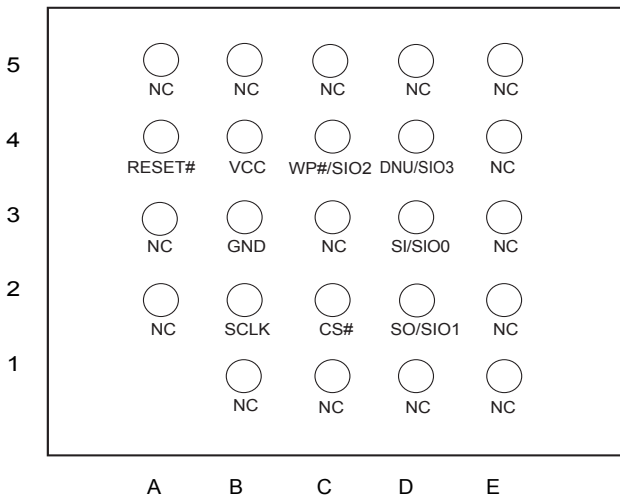 5
NC NC NC NC NC
4
RESET# VCC WP#/SIO2 DNU/SIO3 NC
3
NC GND NC SI/SIO0 NC
2
NC SCLK CS# SO/SIO1 NC
1
NC NC NC NC
A B C D E